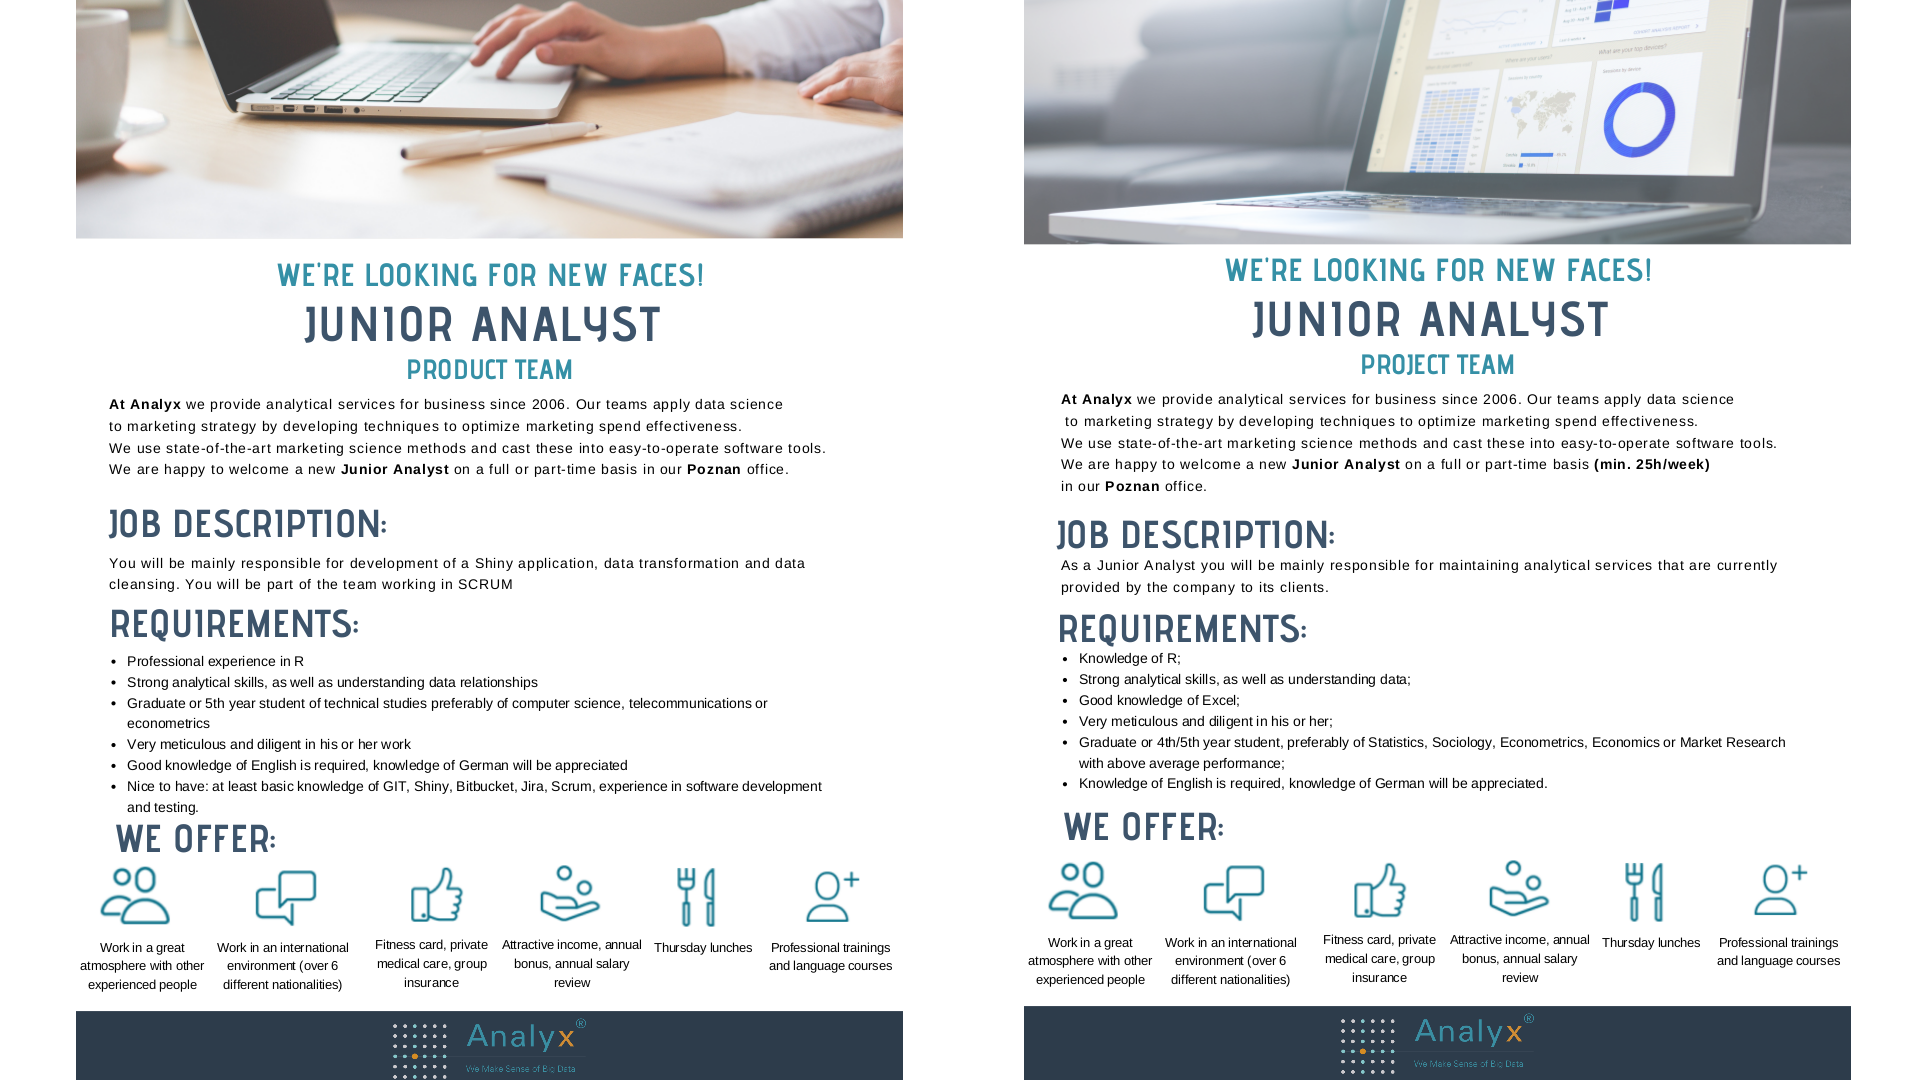 WE'RE LOOKING FOR NEW FACES!
JUNIOR ANALYST
PRODUCT TEAM
At Analyx we provide analytical services for business since 2006. Our teams apply data science
to marketing strategy by developing techniques to optimize marketing spend effectiveness.
We use state-of-the-art marketing science methods and cast these into easy-to-operate software tools.
We are happy to welcome a new Junior Analyst on a full or part-time basis in our Poznan office.
JOB DESCRIPTION:
You will be mainly responsible for development of a Shiny application, data transformation and data
cleansing. You will be part of the team working in SCRUM
REQUIREMENTS:
• Professional experience in R
• Strong analytical skills, as well as understanding data relationships
• Graduate or 5th year student of technical studies preferably of computer science, telecommunications or
econometrics
• Very meticulous and diligent in his or her work
• Good knowledge of English is required, knowledge of German will be appreciated
• Nice to have: at least basic knowledge of GIT, Shiny, Bitbucket, Jira, Scrum, experience in software development
and testing.
WE OFFER:
Work in a great
atmosphere with other
experienced people
Work in an international
environment (over 6
different nationalities)
Fitness card, private
medical care, group
insurance
Attractive income, annual
bonus, annual salary
review
Thursday lunches
Professional trainings
and language courses
Analyx®
We Make Sense of Big Data
What are your top devices?
WE'RE LOOKING FOR NEW FACES!
JUNIOR ANALYST
PROJECT TEAM
At Analyx we provide analytical services for business since 2006. Our teams apply data science
to marketing strategy by developing techniques to optimize marketing spend effectiveness.
We use state-of-the-art marketing science methods and cast these into easy-to-operate software tools.
We are happy to welcome a new Junior Analyst on a full or part-time basis (min. 25h/week)
in our Poznan office.
JOB DESCRIPTION:
As a Junior Analyst you will be mainly responsible for maintaining analytical services that are currently
provided by the company to its clients.
REQUIREMENTS:
• Knowledge of R;
• Strong analytical skills, as well as understanding data;
• Good knowledge of Excel;
• Very meticulous and diligent in his or her;
• Graduate or 4th/5th year student, preferably of Statistics, Sociology, Econometrics, Economics or Market Research
with above average performance;
• Knowledge of English is required, knowledge of German will be appreciated.
WE OFFER:
Work in a great
atmosphere with other
experienced people
Work in an international
environment (over 6
different nationalities)
Fitness card, private
medical care, group
insurance
Attractive income, annual
bonus, annual salary
review
Thursday lunches
Professional trainings
and language courses
Analyx®
We Make Sense of Big Data